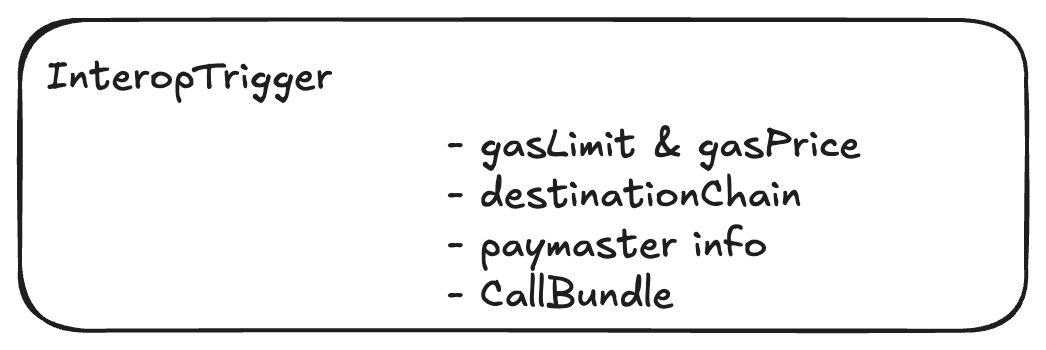 InteropTrigger
- gasLimit & gasPrice
- destinationChain
- paymaster info
- CallBundle